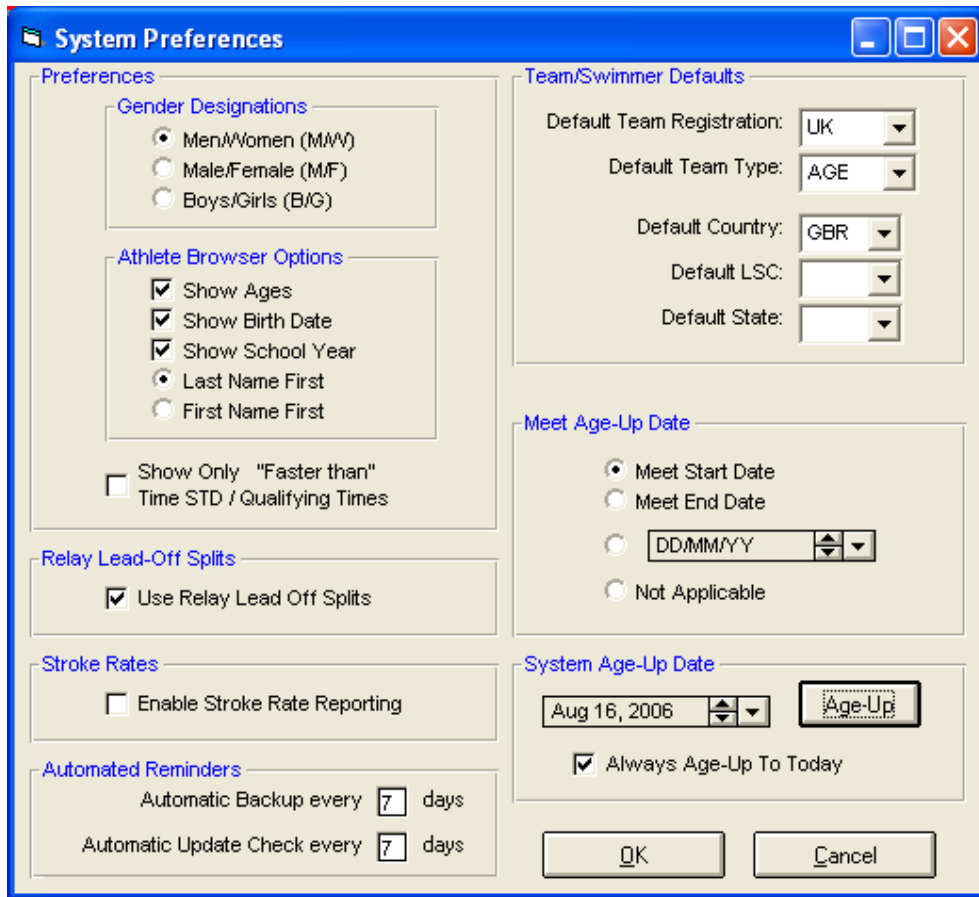 System Preferences
Preferences
Gender Designations
Men/Women (M/W)
Male/Female (M/F)
Boys/Girls (B/G)
Athlete Browser Options
Show Ages
Show Birth Date
Show School Year
Last Name First
First Name First
Show Only "Faster than"
Time STD / Qualifying Times
Relay Lead-Off Splits
Use Relay Lead Off Splits
Stroke Rates
Enable Stroke Rate Reporting
Automated Reminders
Automatic Backup every 7 days
Automatic Update Check every 7 days
Team/Swimmer Defaults
Default Team Registration: UK
Default Team Type: AGE
Default Country: GBR
Default LSC:
Default State:
Meet Age-Up Date
Meet Start Date
Meet End Date
DD/MM/YY
Not Applicable
System Age-Up Date
Aug 16, 2006 Age-Up
Always Age-Up To Today
OK Cancel